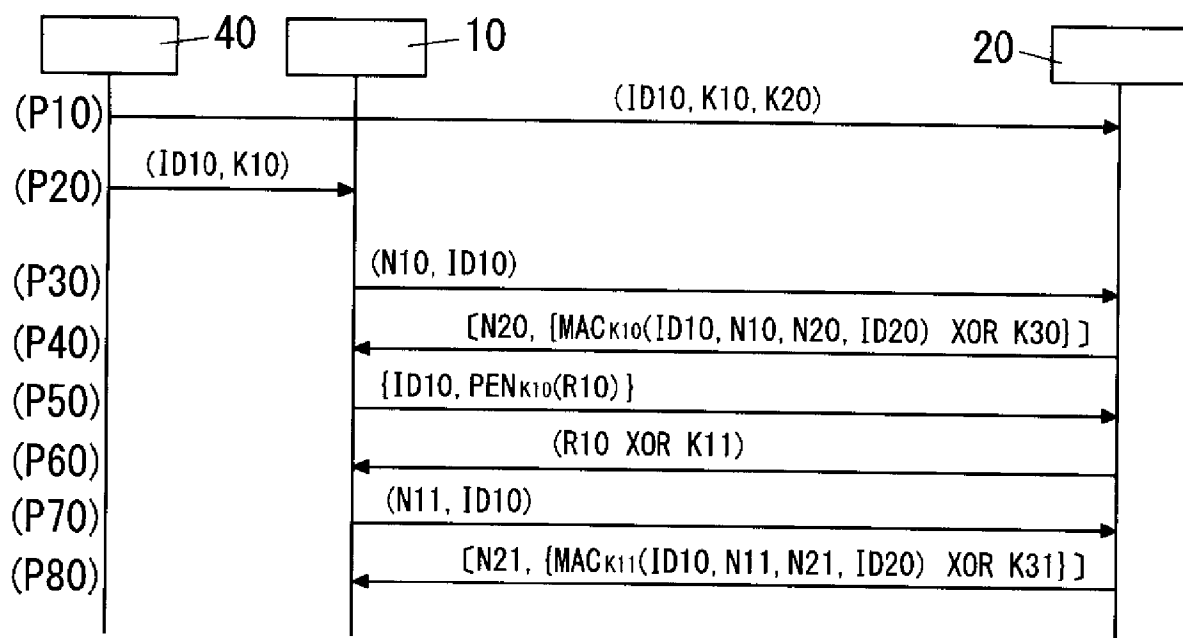 40
10
20
(P10)
(ID10, K10, K20)
(P20)
(ID10, K10)
(P30)
(N10, ID10)
(P40)
[N20, {MACK10(ID10, N10, N20, ID20) XOR K30}]
(P50)
{ID10, PENK10(R10)}
(P60)
(R10 XOR K11)
(P70)
(N11, ID10)
(P80)
[N21, {MACK11(ID10, N11, N21, ID20) XOR K31}]